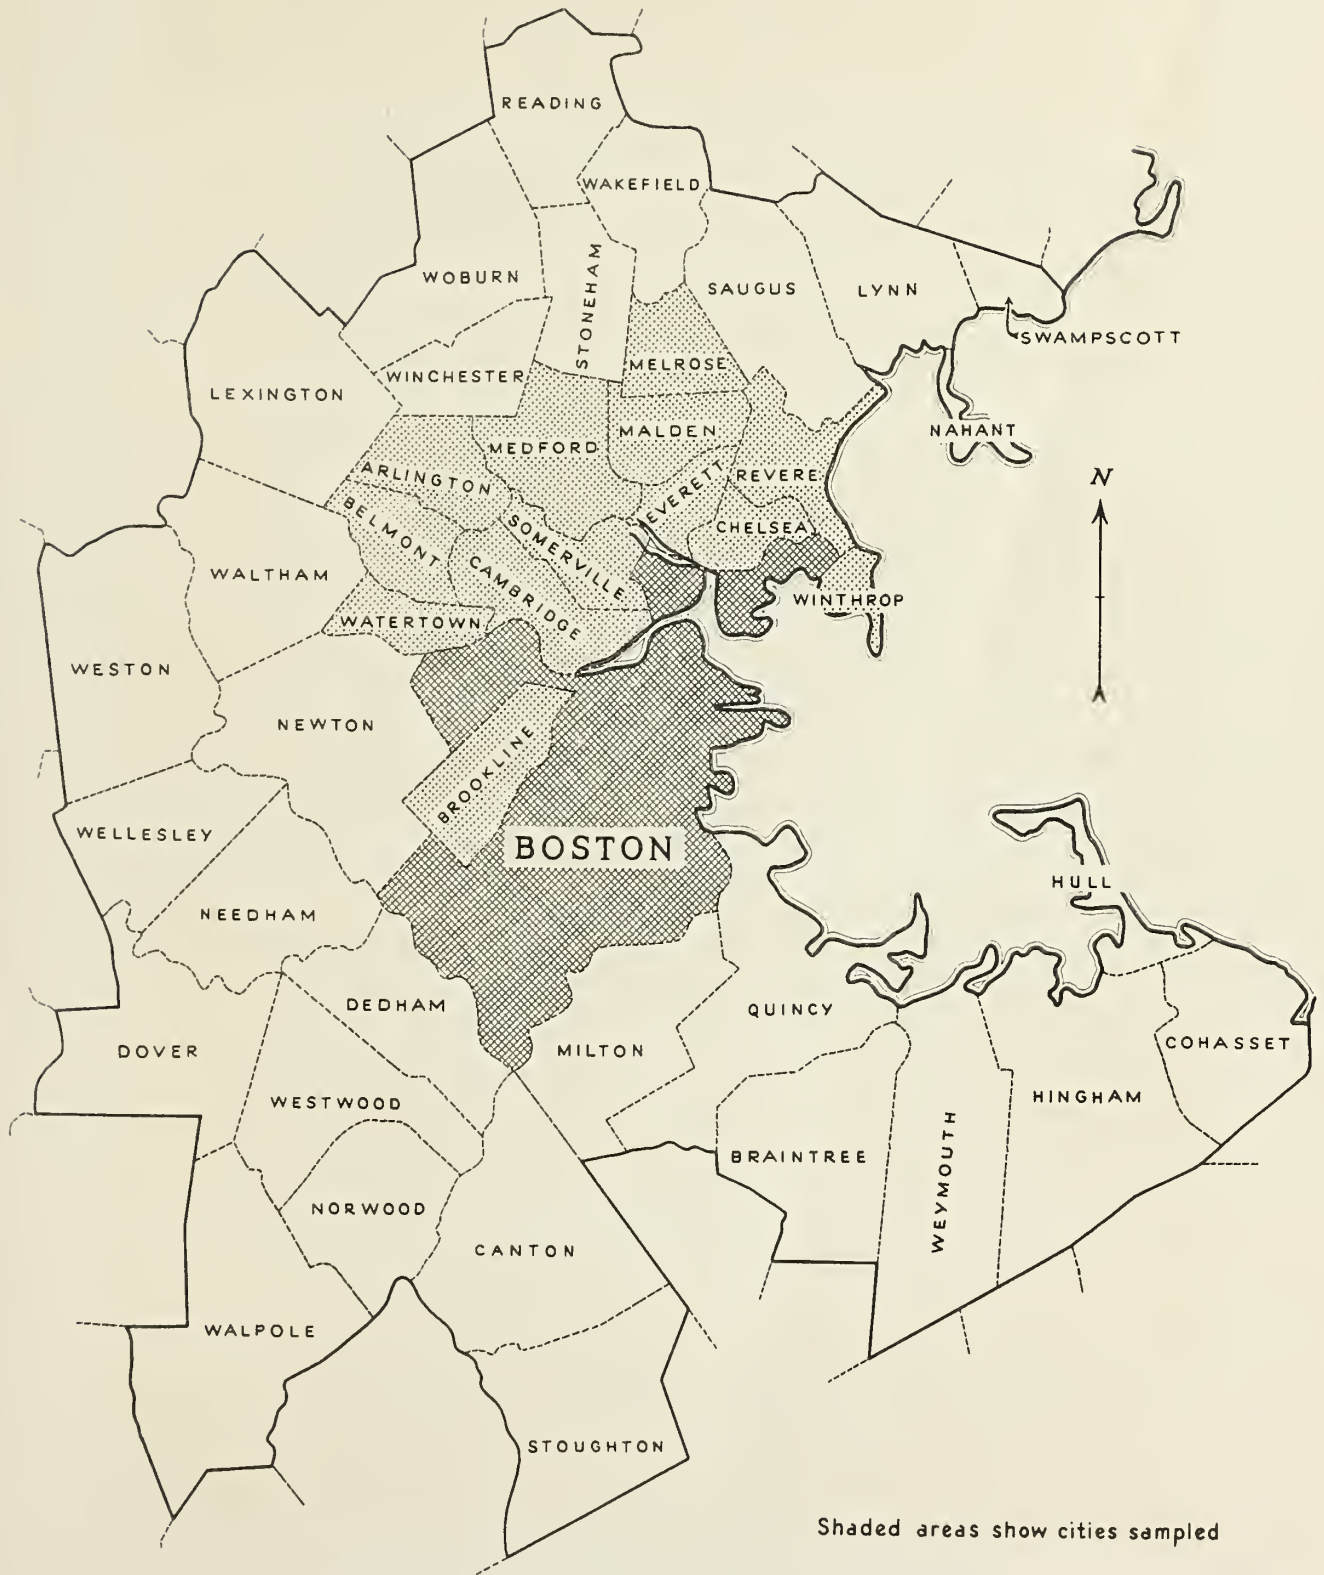 READING
WAKEFIELD
WOBURN
STONEHAM
SAUGUS
LYNN
SWAMPSCOTT
WINCHESTER
MELROSE
LEXINGTON
NAHANT
MALDEN
MEDFORD
ARLINGTON
EVERETT
REVERE
N
BELMONT
SOMERVILLE
CHELSEA
WALTHAM
CAMBRIDGE
WINTHROP
WATERTOWN
WESTON
NEWTON
BROOKLINE
WELLESLEY
BOSTON
HULL
NEEDHAM
DEDHAM
QUINCY
DOVER
MILTON
COHASSET
WESTWOOD
HINGHAM
BRAINTREE
WEYMOUTH
NORWOOD
CANTON
WALPOLE
STOUGHTON
Shaded areas show cities sampled